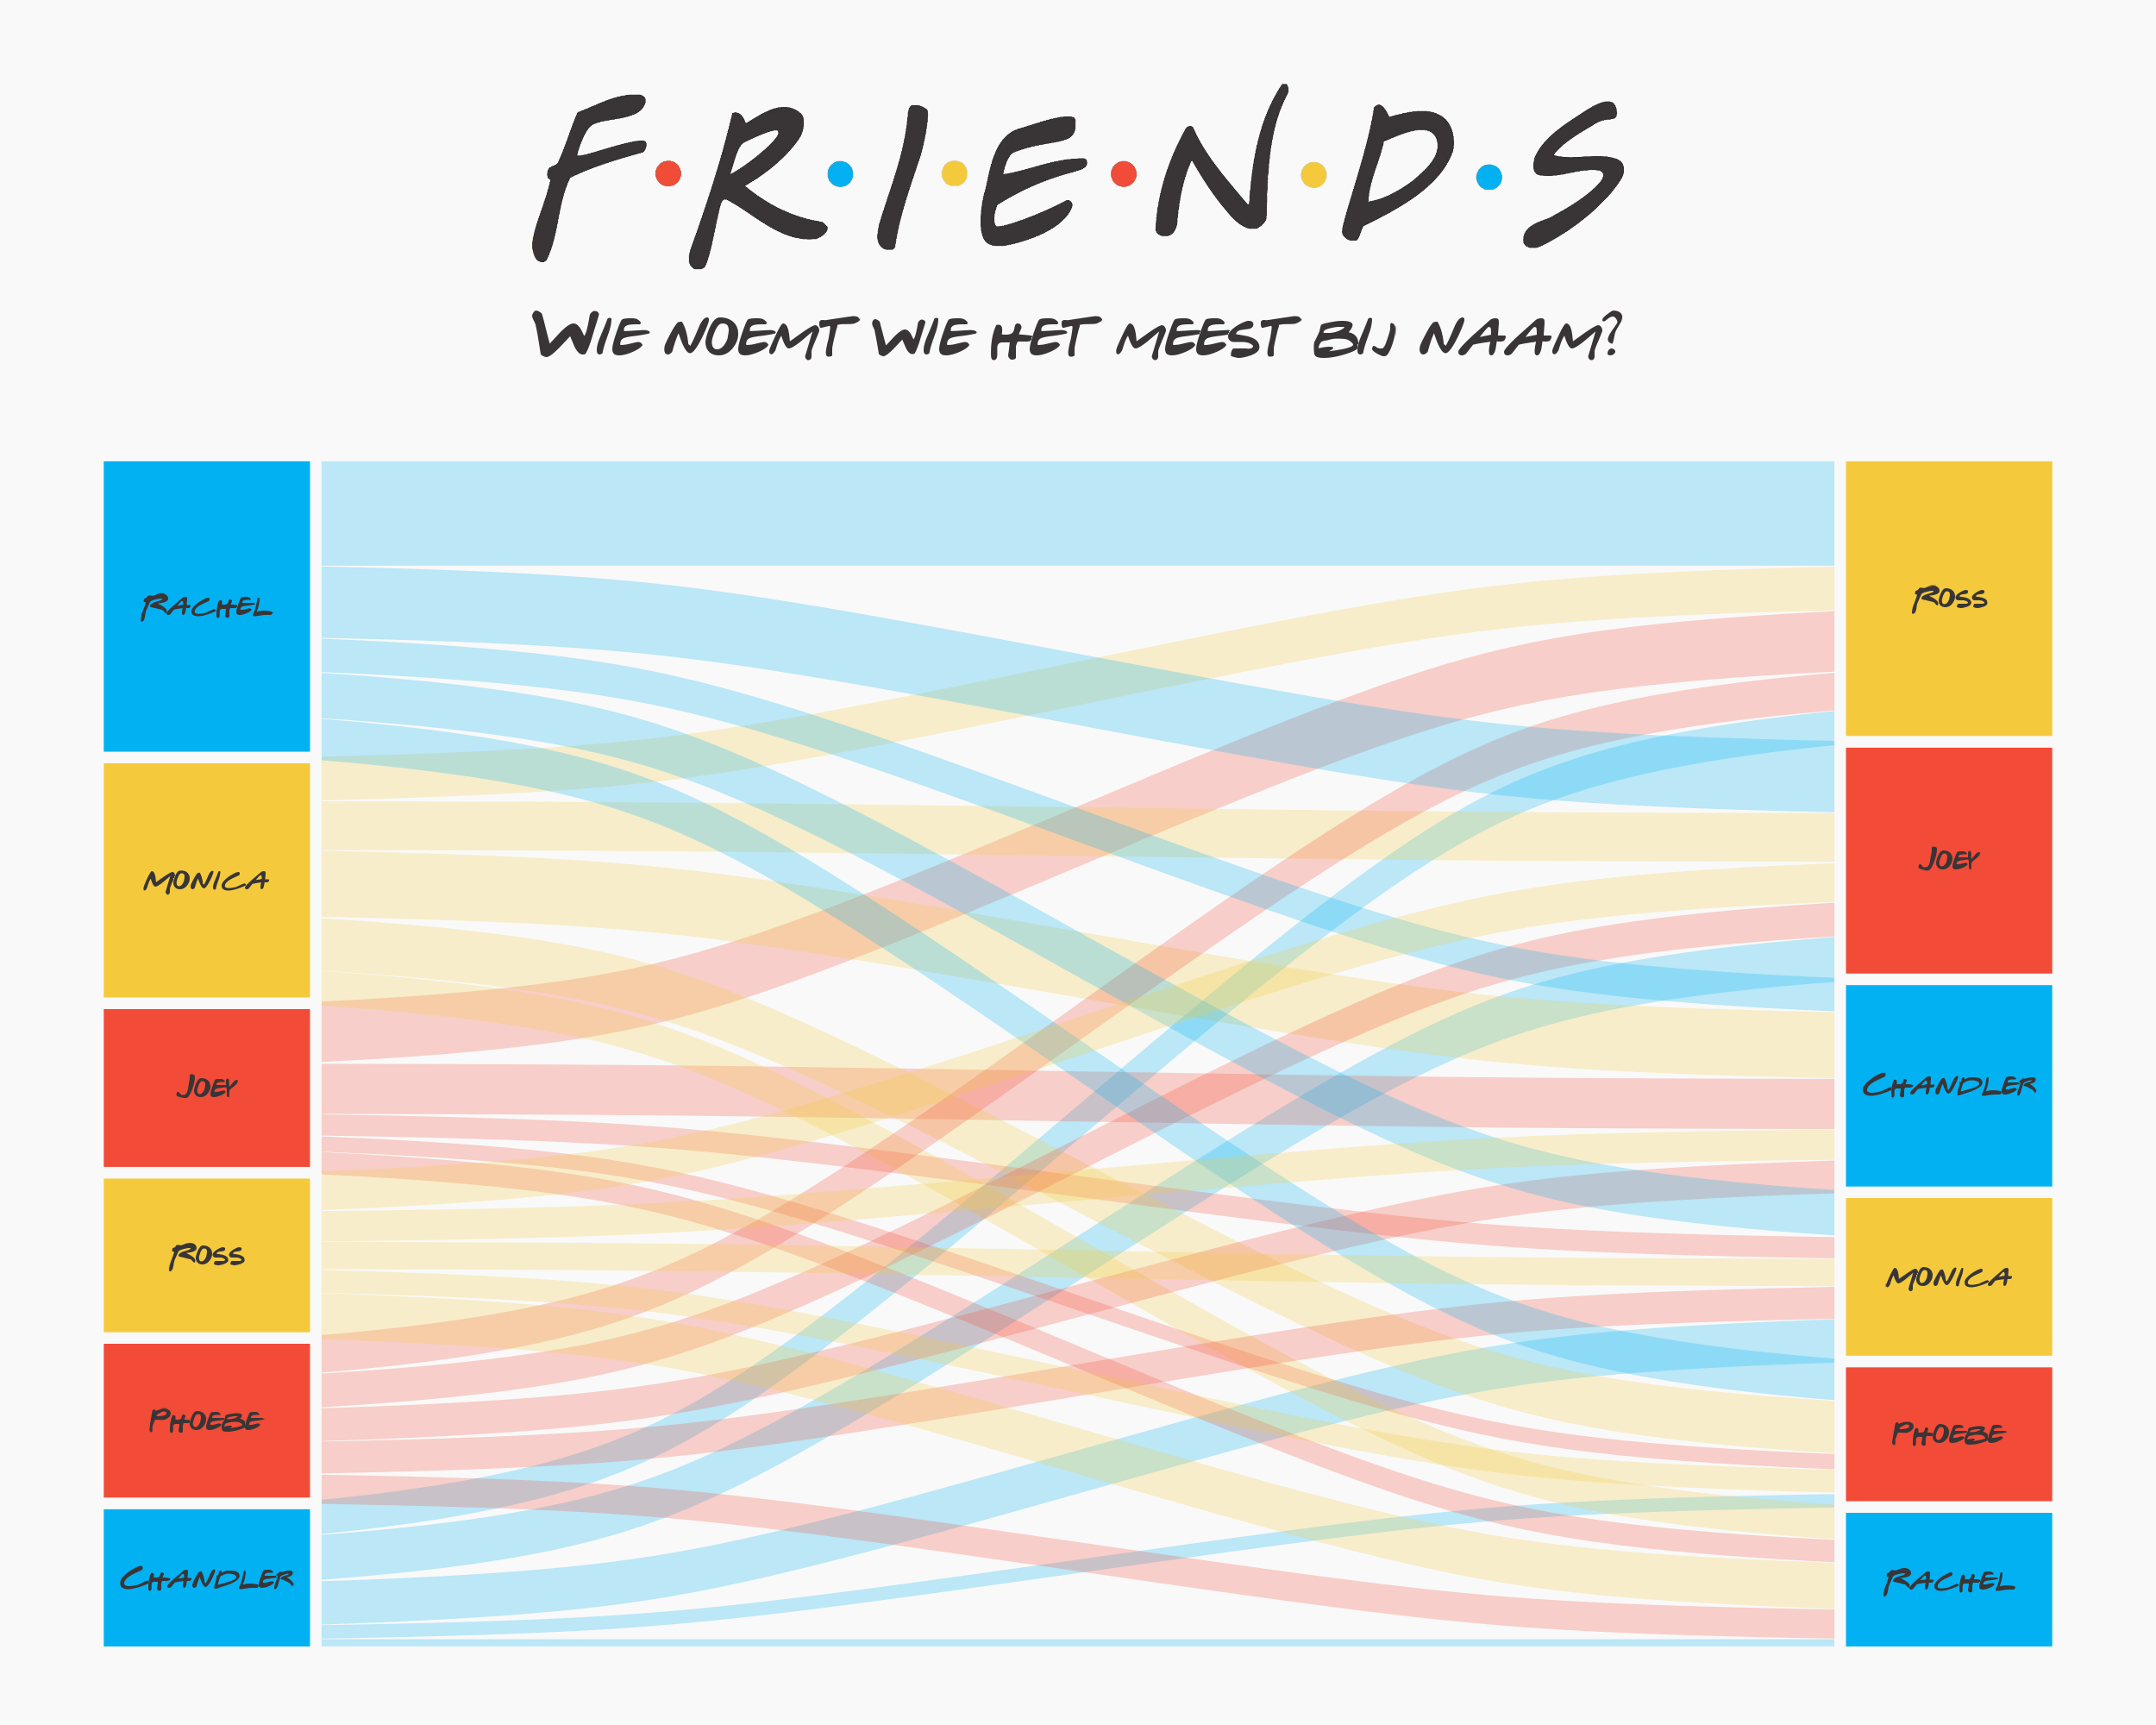 F•R•I•E•N•D•S
WIE NOEMT WIE HET MEEST BIJ NAAM?
RACHEL
MONICA
JOEY
ROSS
PHOEBE
CHANDLER
ROSS
JOEY
CHANDLER
MONICA
PHOEBE
RACHEL